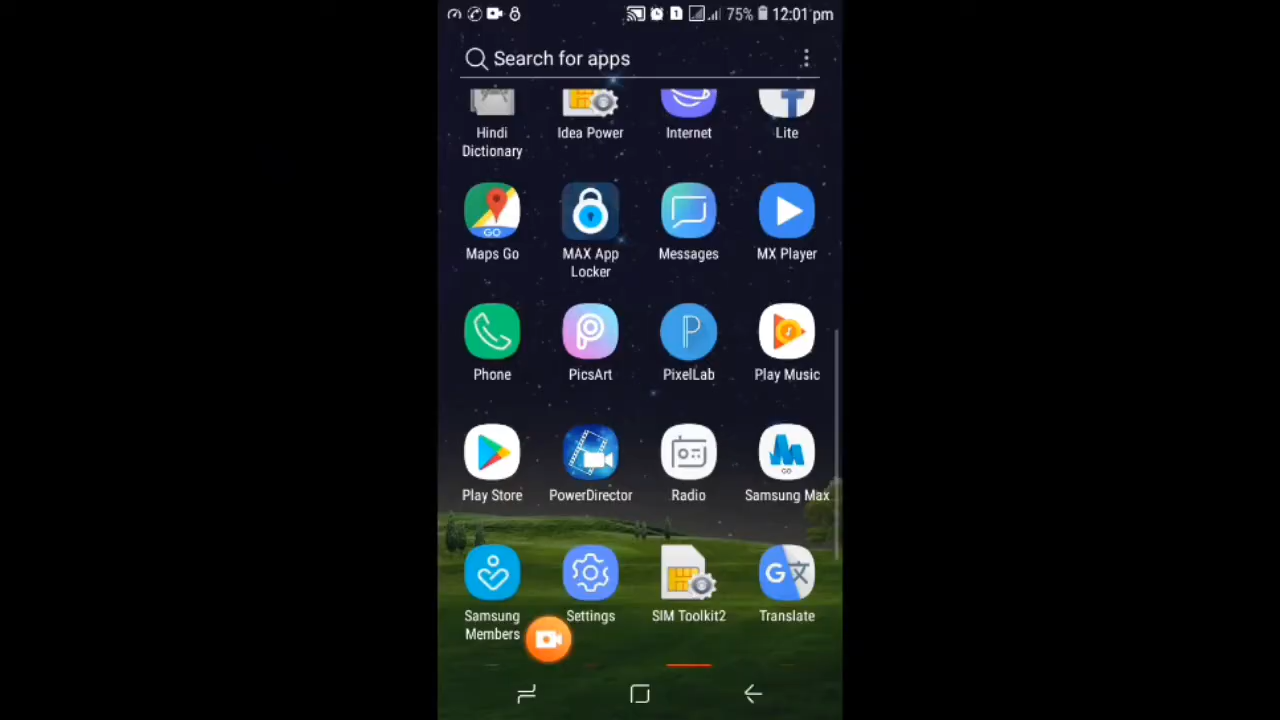 75% 12:01 pm
Search for apps
Hindi Dictionary
Idea Power
Internet
Lite
Maps Go
GO
MAX App Locker
Messages
MX Player
Phone
PicsArt
PixelLab
Play Music
Play Store
PowerDirector
Radio
Samsung Max
GO
Samsung Members
Settings
SIM Toolkit2
Translate